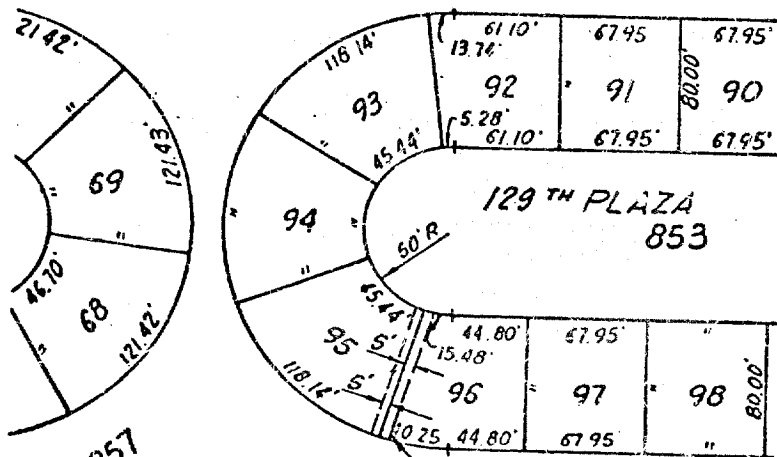 61.10' 67.95 67.95'
21.42'
118.14' 13.74'
93 92 " 91 80.00' 90
" 5.28'
45.44' 61.10' 67.95' 67.95'
121.43'
69 "
"
129TH PLAZA
" 94 " 853
50' R
"
46.70' "
68 45.44'
121.42' 44.80' 67.95' "
95 5' 15.48'
" 5' 96 " 97 " 98 80.00'
118.14'
857 44.80' 67.95' "